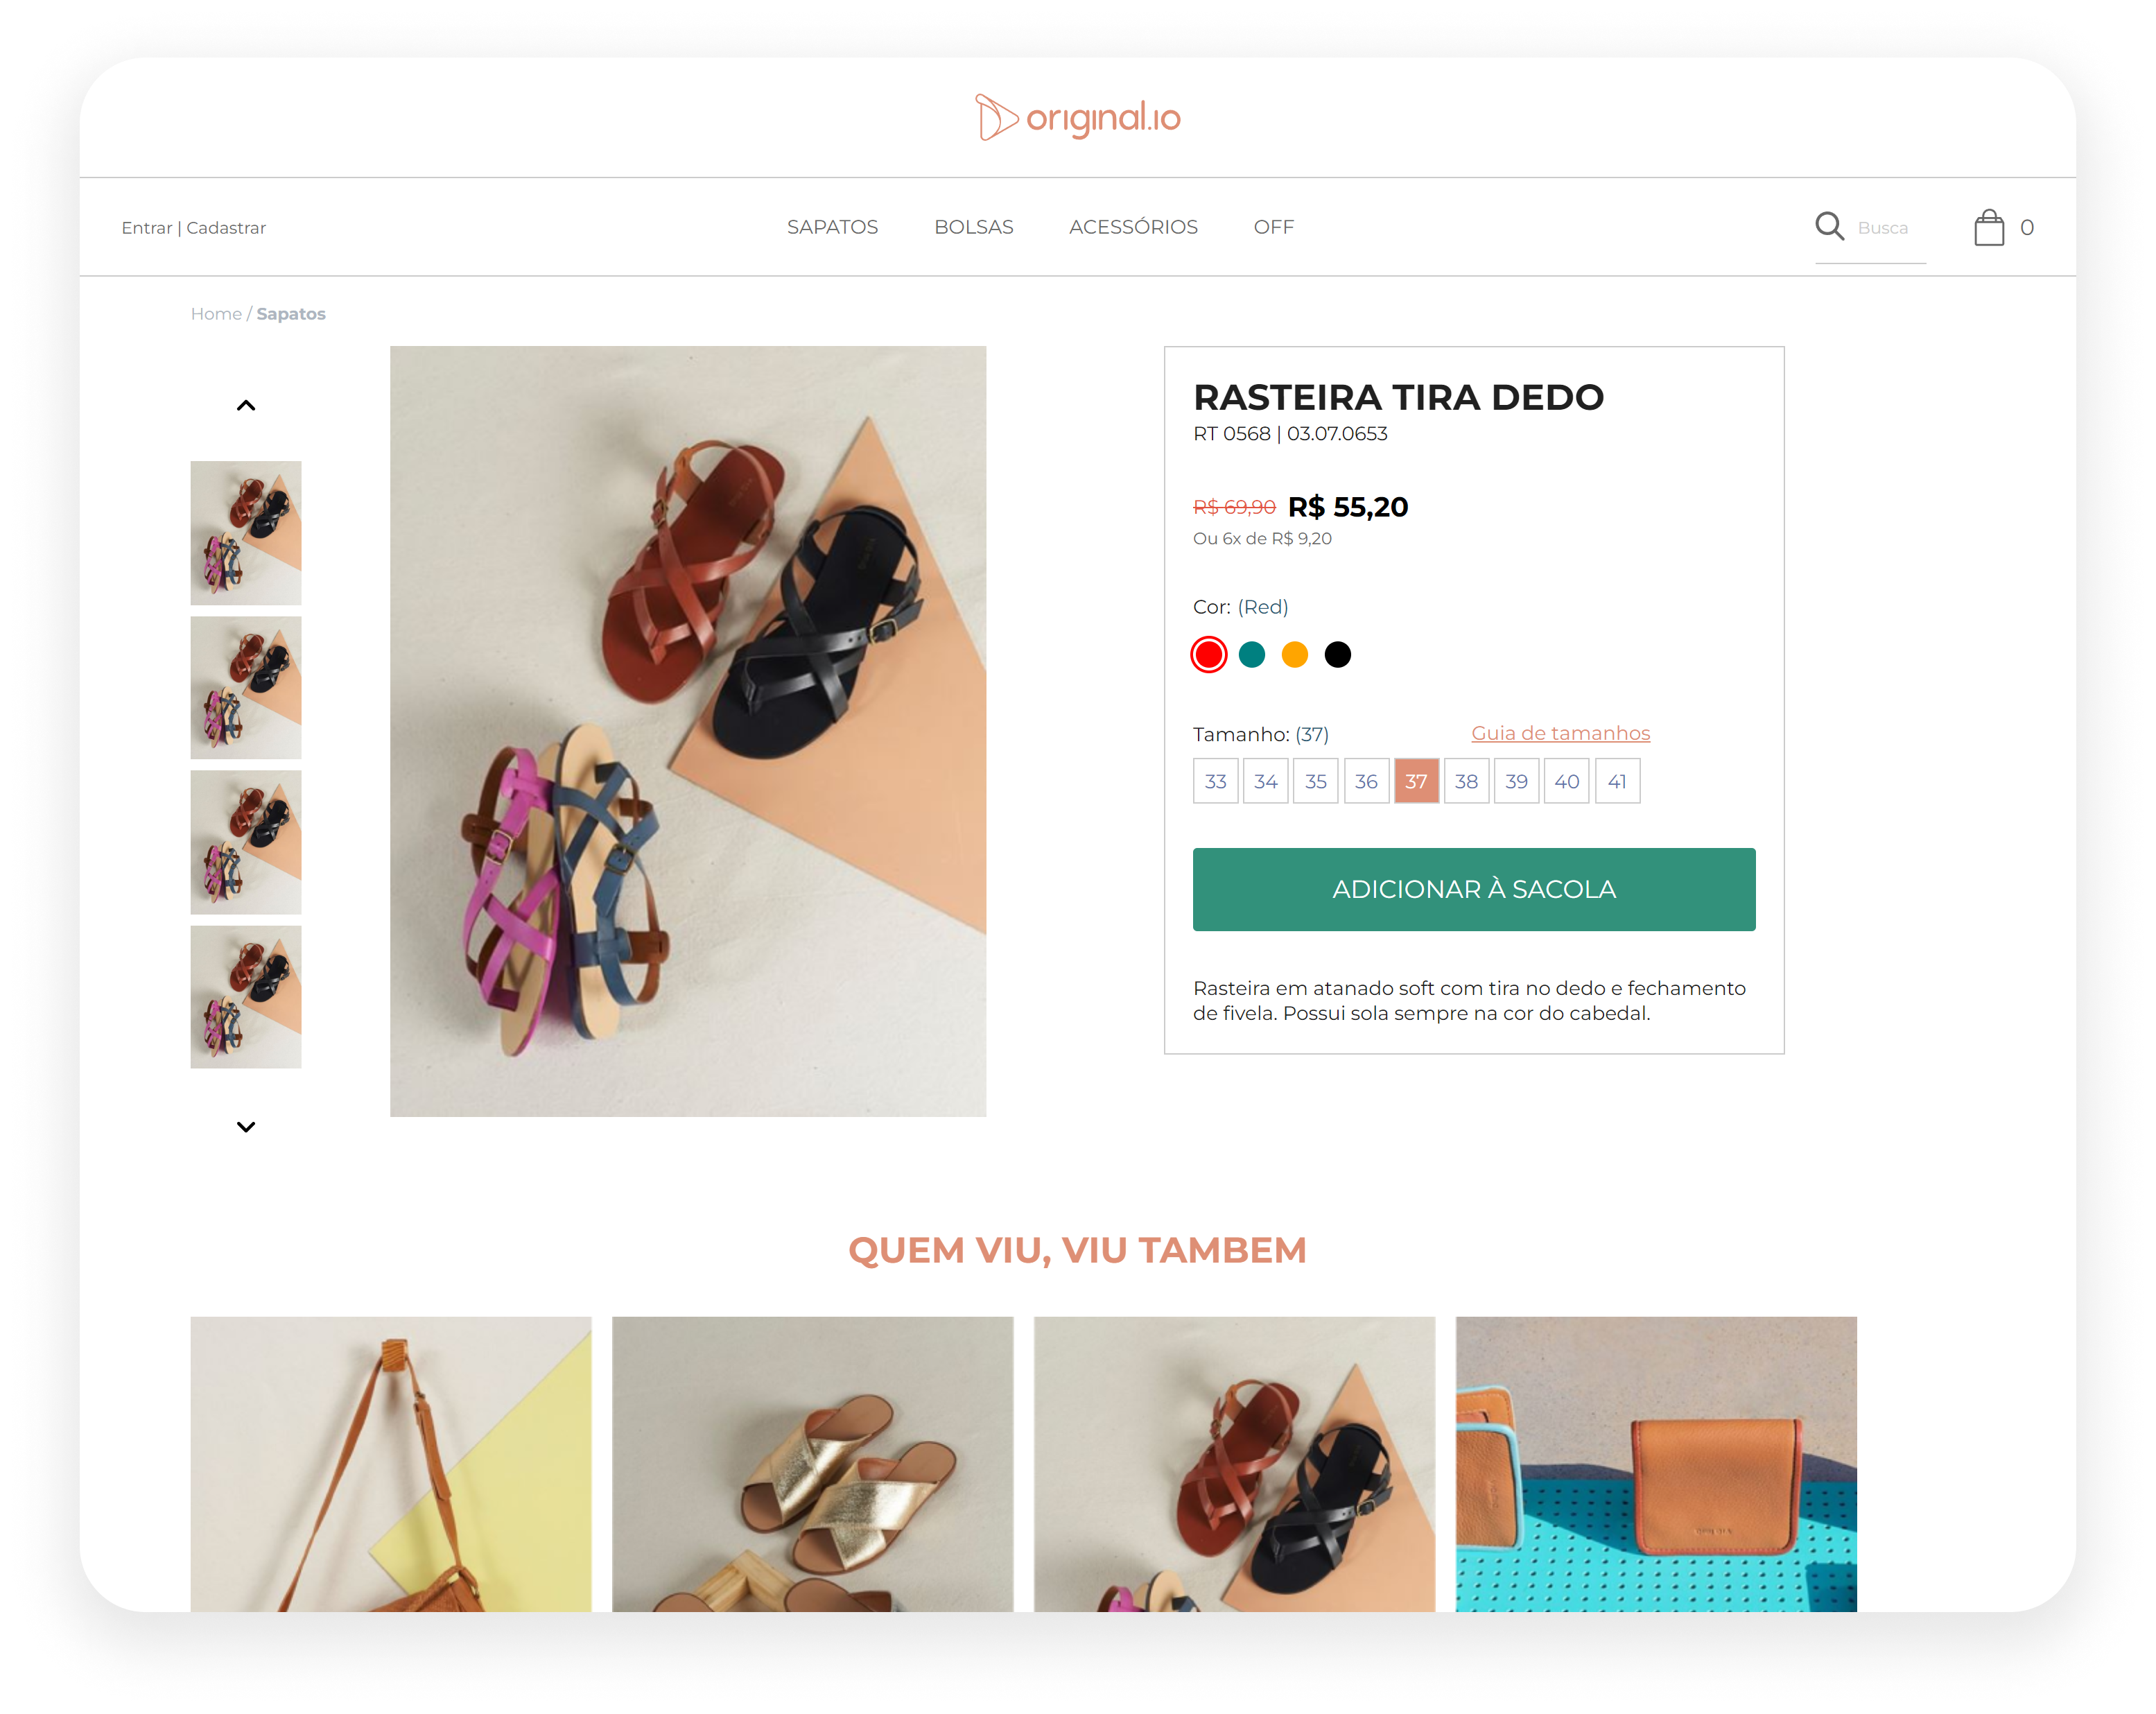 original.io
Entrar | Cadastrar
SAPATOS
BOLSAS
ACESSÓRIOS
OFF
Busca
0
Home / Sapatos
RASTEIRA TIRA DEDO
RT 0568 | 03.07.0653
R$ 69,90 R$ 55,20
Ou 6x de R$ 9,20
Cor: (Red)
Tamanho: (37)
Guia de tamanhos
33 34 35 36 37 38 39 40 41
ADICIONAR À SACOLA
Rasteira em atanado soft com tira no dedo e fechamento
de fivela. Possui sola sempre na cor do cabedal.
QUEM VIU, VIU TAMBEM